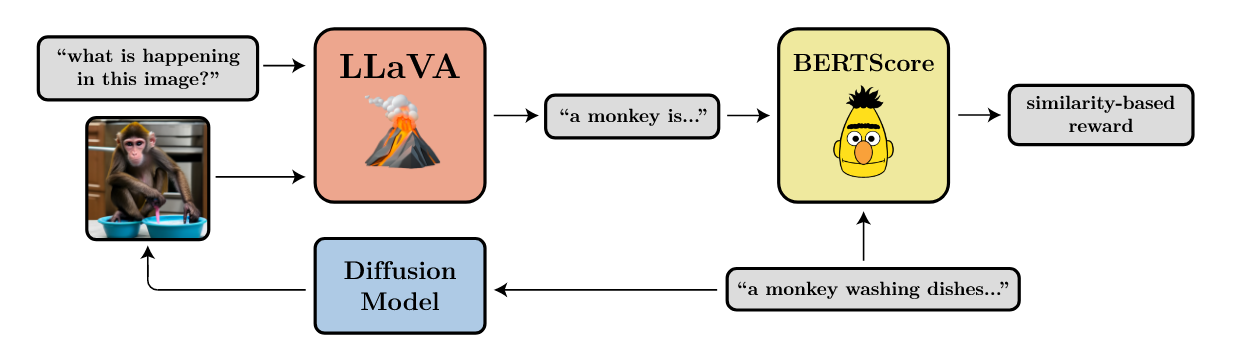 “what is happening
in this image?”
LLaVA
“a monkey is...”
BERTScore
similarity-based
reward
Diffusion
Model
“a monkey washing dishes...”